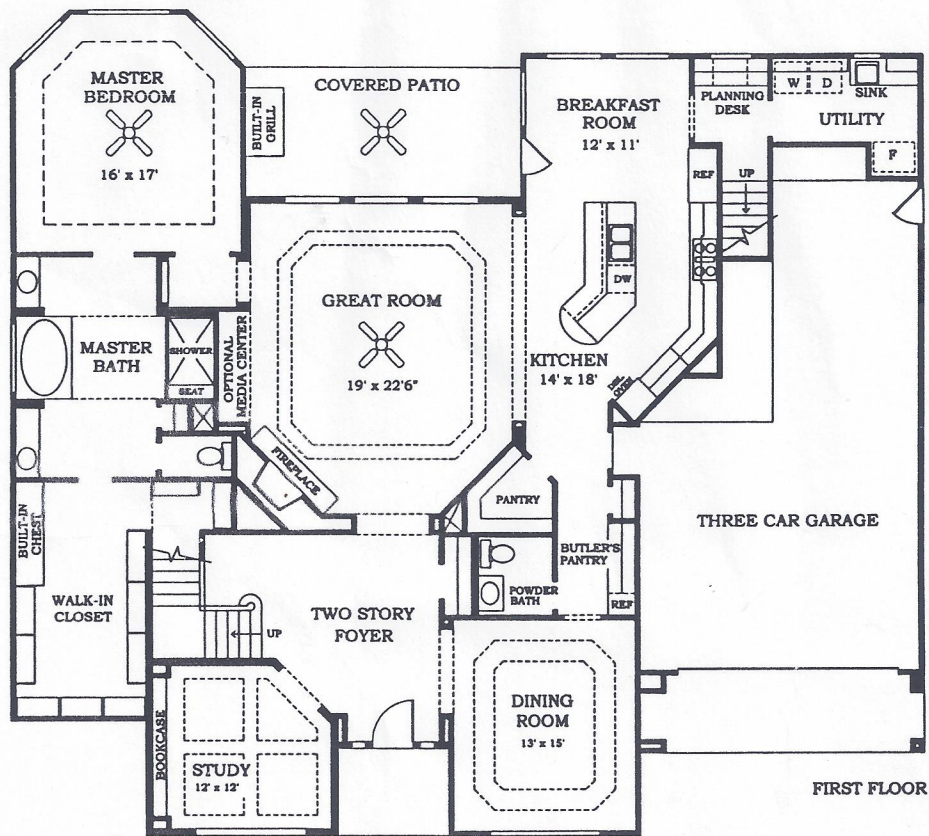 MASTER
BEDROOM
16' x 17'
BUILT-IN
GRILL
COVERED PATIO
BREAKFAST
ROOM
12' x 11'
PLANNING
DESK
W
D
SINK
UTILITY
F
REF
UP
GREAT ROOM
19' x 22'6"
OPTIONAL
MEDIA CENTER
DW
KITCHEN
14' x 18'
DBL.
OVEN
MASTER
BATH
SHOWER
SEAT
FIREPLACE
PANTRY
BUILT-IN
CHEST
WALK-IN
CLOSET
UP
TWO STORY
FOYER
POWDER
BATH
BUTLER'S
PANTRY
REF
THREE CAR GARAGE
DINING
ROOM
13' x 15'
BOOKCASE
STUDY
12' x 12'
FIRST FLOOR